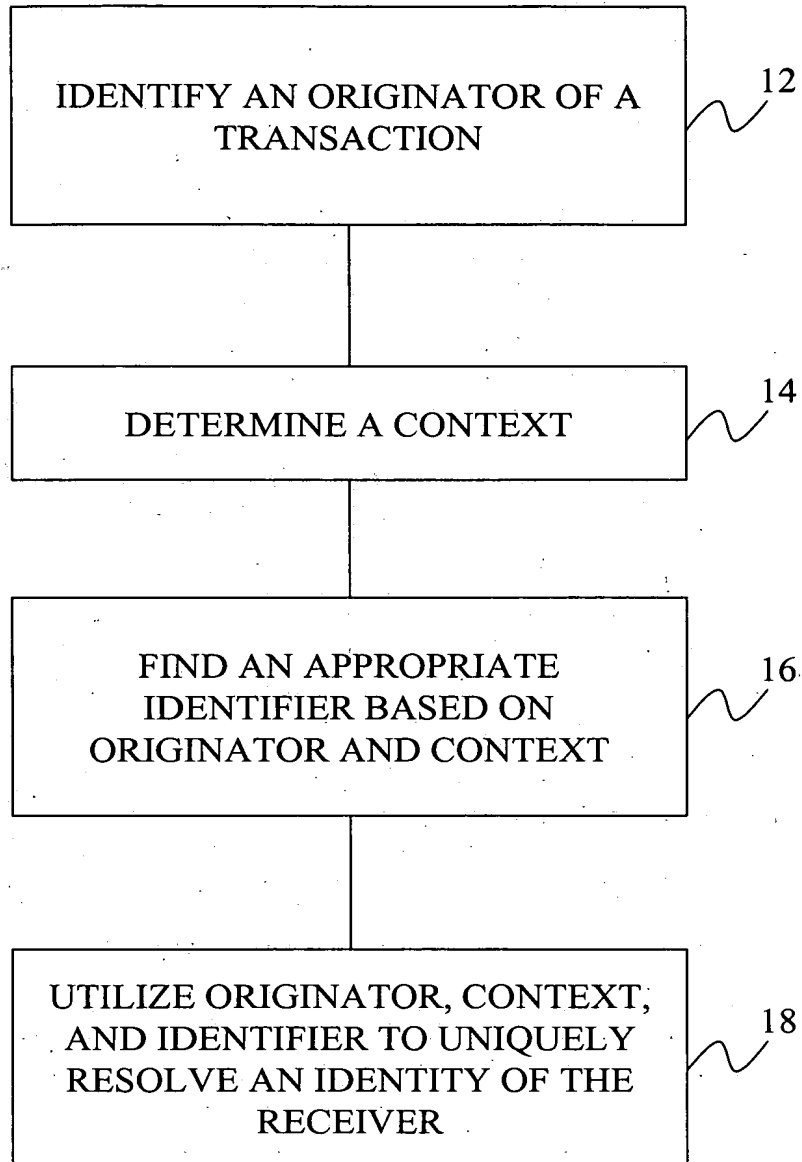 IDENTIFY AN ORIGINATOR OF A
TRANSACTION
12
DETERMINE A CONTEXT
14
FIND AN APPROPRIATE
IDENTIFIER BASED ON
ORIGINATOR AND CONTEXT
16
UTILIZE ORIGINATOR, CONTEXT,
AND IDENTIFIER TO UNIQUELY
RESOLVE AN IDENTITY OF THE
RECEIVER
18